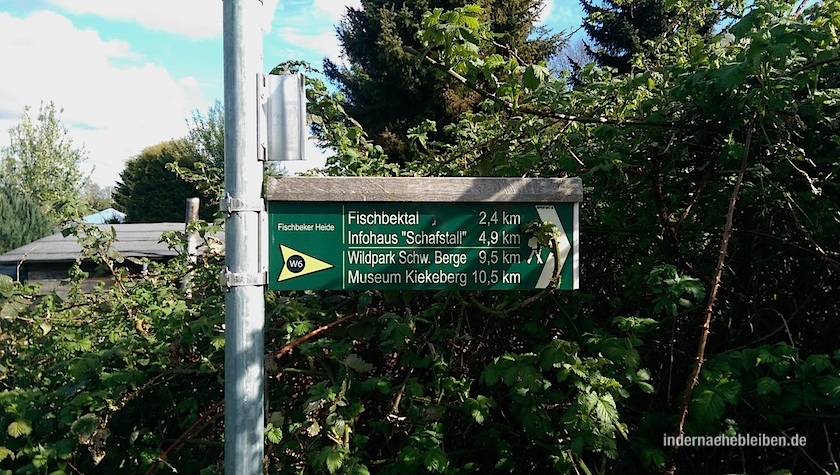 Fischbeker Heide
W6
Fischbektal 2,4 km
Infohaus "Schafstall" 4,9 km
Wildpark Schw. Berge 9,5 km
Museum Kiekeberg 10,5 km
indernaehebleiben.de